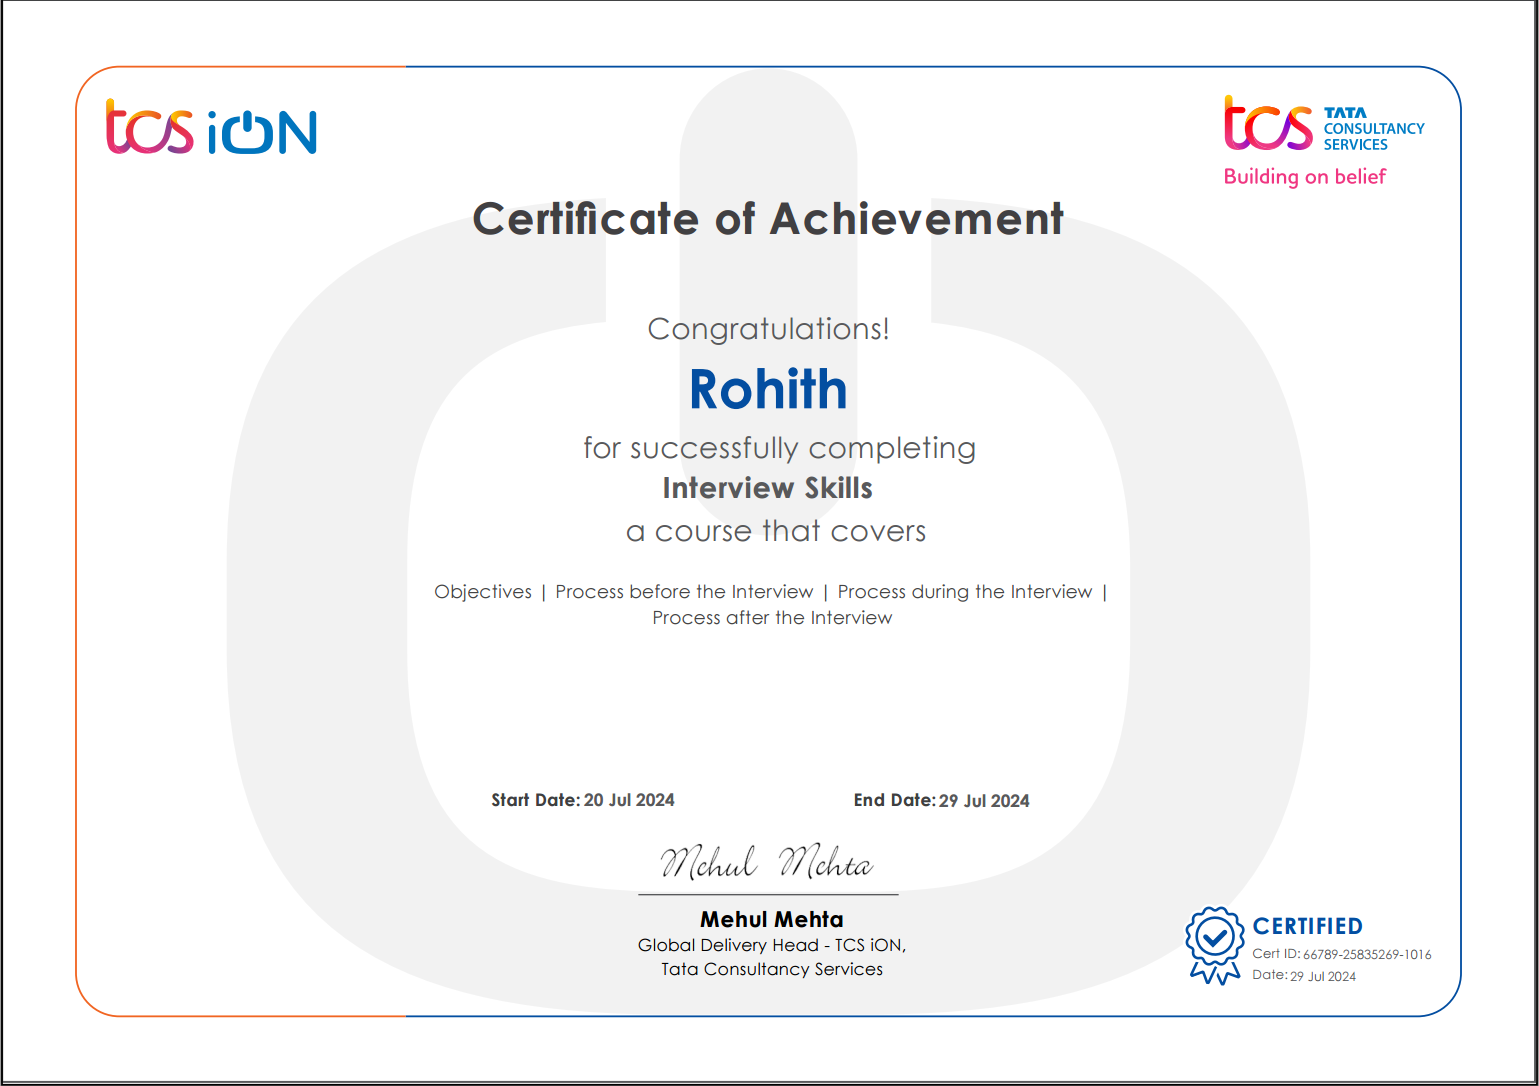 tcs iON
tcs TATA
CONSULTANCY
SERVICES
Building on belief
Certificate of Achievement
Congratulations!
Rohith
for successfully completing
Interview Skills
a course that covers
Objectives | Process before the Interview | Process during the Interview |
Process after the Interview
Start Date: 20 Jul 2024
End Date: 29 Jul 2024
Mehul Mehta
Mehul Mehta
Global Delivery Head - TCS iON,
Tata Consultancy Services
CERTIFIED
Cert ID: 66789-25835269-1016
Date: 29 Jul 2024